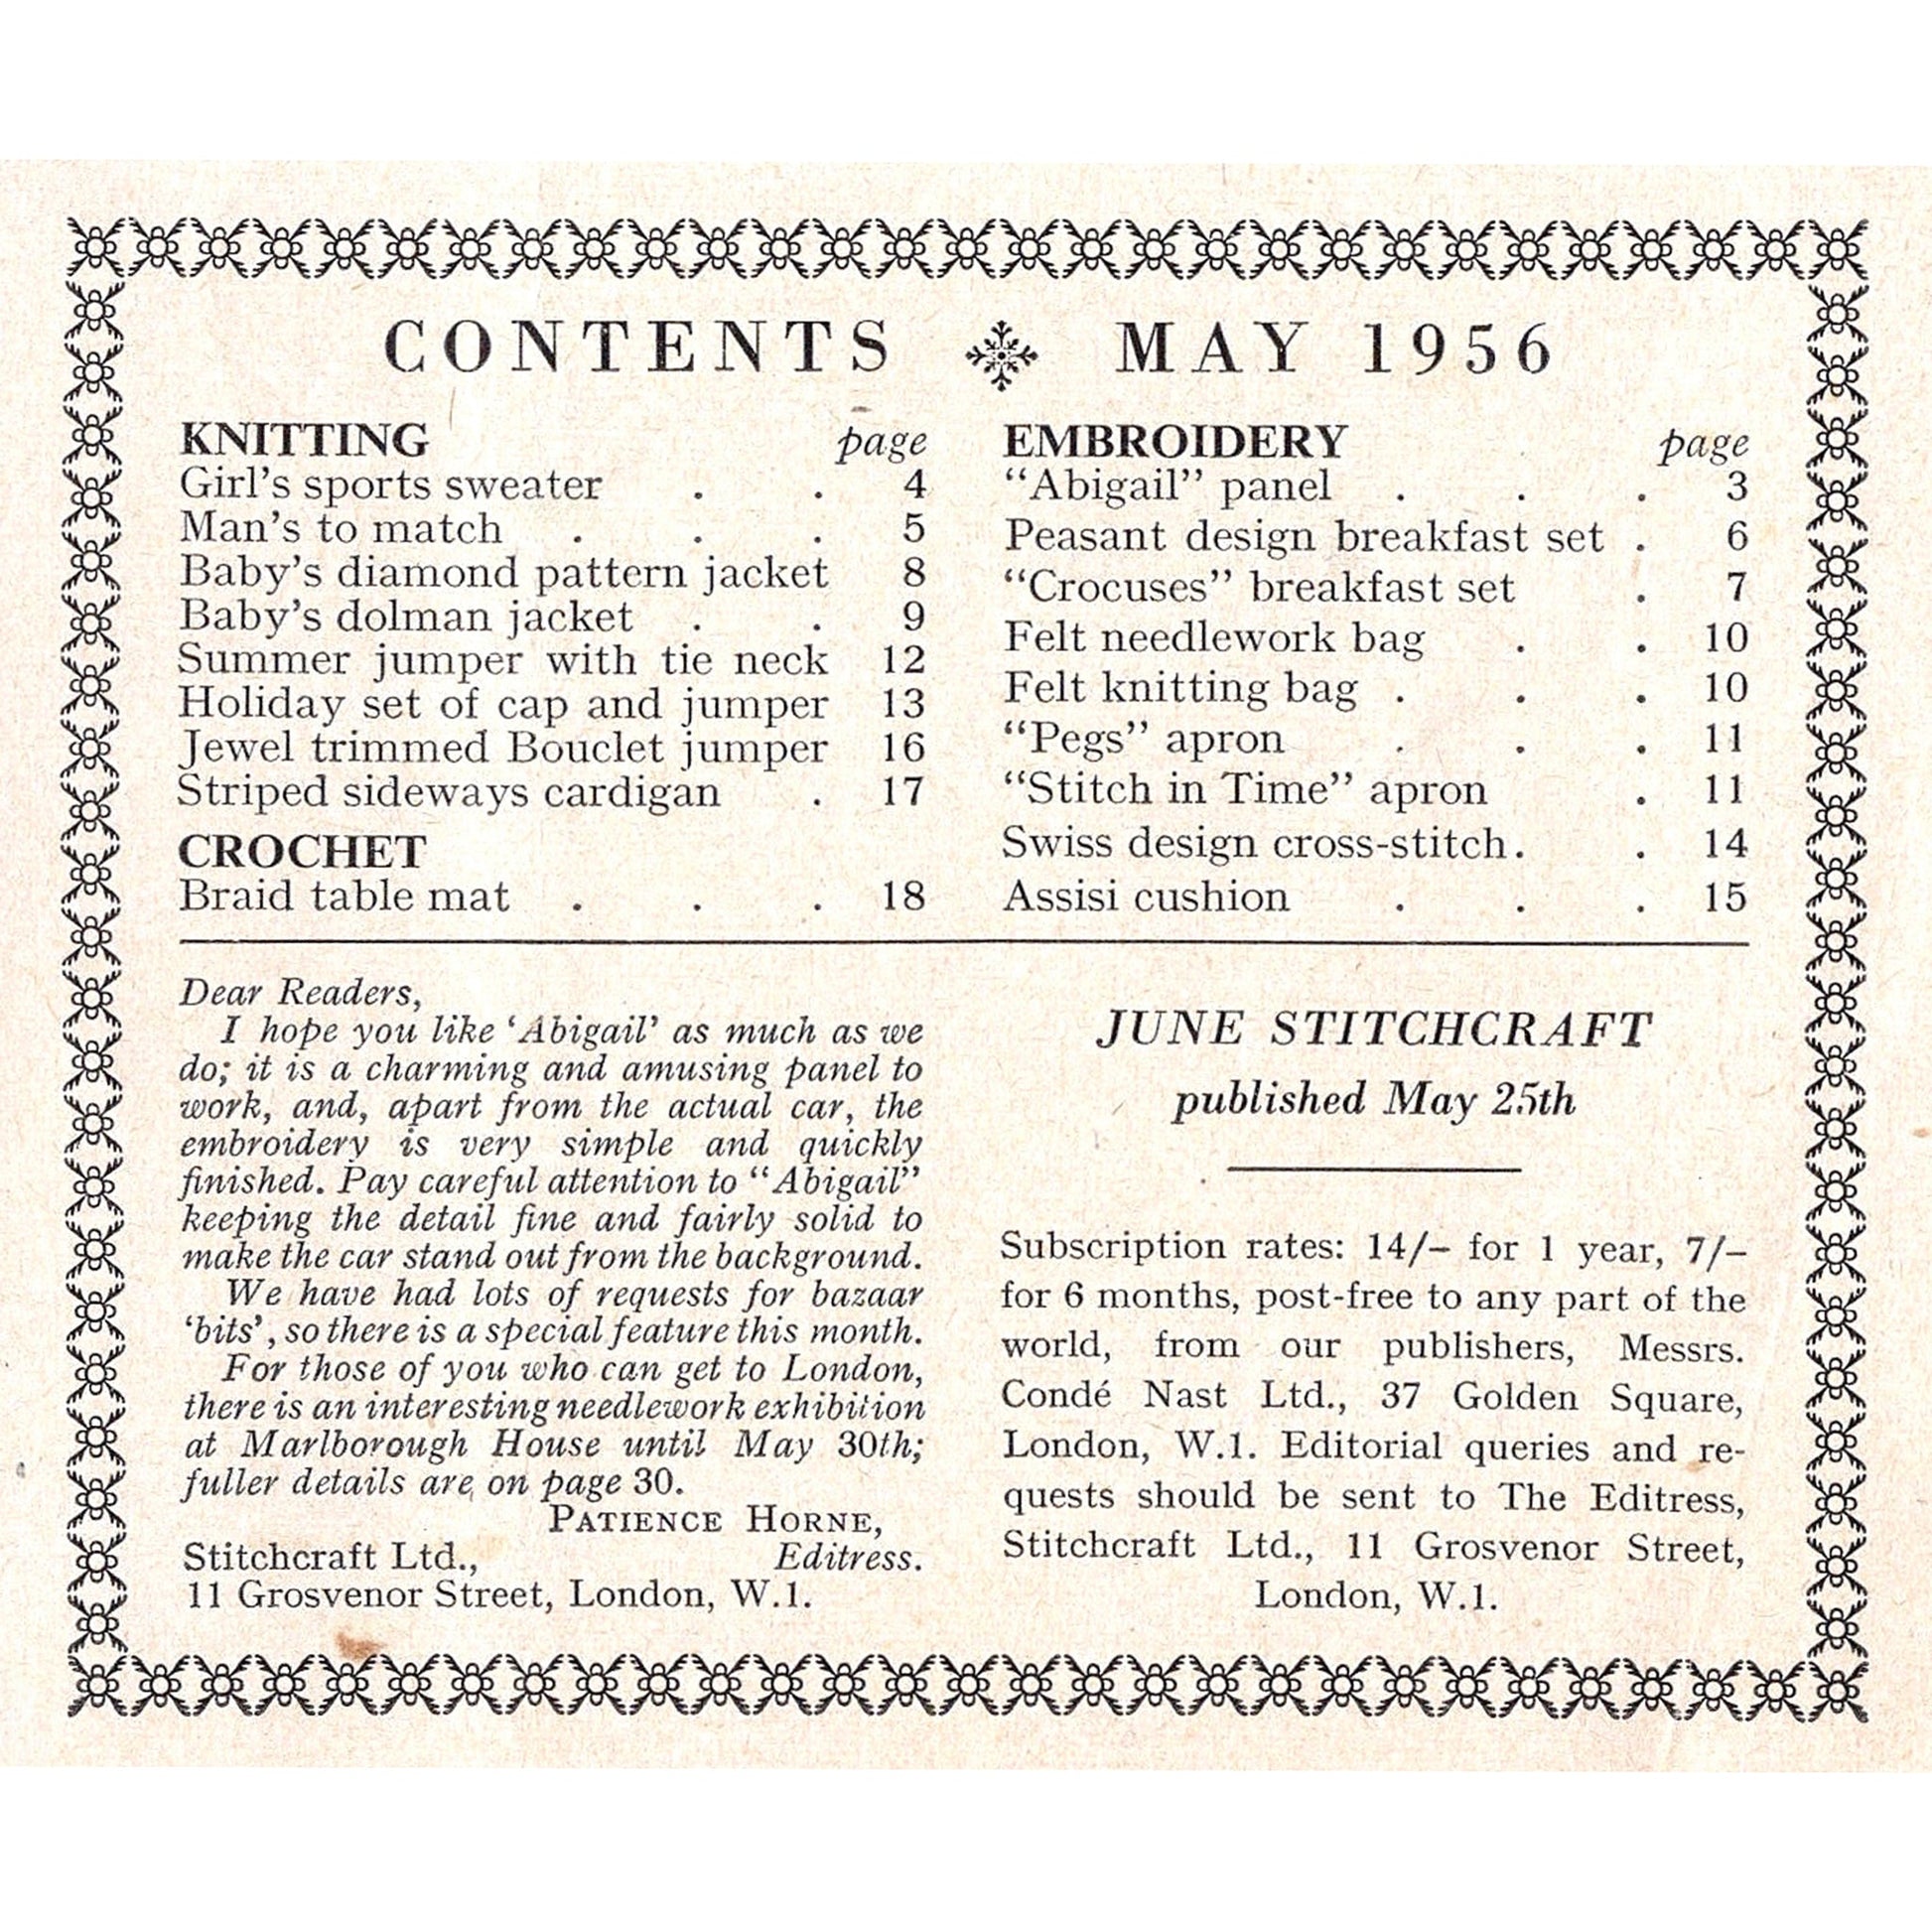 CONTENTS MAY 1956
KNITTING page
Girl's sports sweater . . 4
Man's to match . . . 5
Baby's diamond pattern jacket 8
Baby's dolman jacket . . 9
Summer jumper with tie neck 12
Holiday set of cap and jumper 13
Jewel trimmed Bouclet jumper 16
Striped sideways cardigan . 17
CROCHET
Braid table mat . . . 18
EMBROIDERY page
“Abigail” panel . . . 3
Peasant design breakfast set . 6
“Crocuses” breakfast set . 7
Felt needlework bag . . 10
Felt knitting bag . . . 10
“Pegs” apron . . . 11
“Stitch in Time” apron . 11
Swiss design cross-stitch . . 14
Assisi cushion . . . 15
Dear Readers,
I hope you like ‘Abigail’ as much as we
do; it is a charming and amusing panel to
work, and, apart from the actual car, the
embroidery is very simple and quickly
finished. Pay careful attention to “Abigail”
keeping the detail fine and fairly solid to
make the car stand out from the background.
We have had lots of requests for bazaar
‘bits’, so there is a special feature this month.
For those of you who can get to London,
there is an interesting needlework exhibition
at Marlborough House until May 30th;
fuller details are on page 30.
PATIENCE HORNE,
Stitchcraft Ltd., Editress.
11 Grosvenor Street, London, W.1.
JUNE STITCHCRAFT
published May 25th
Subscription rates: 14/– for 1 year, 7/–
for 6 months, post-free to any part of the
world, from our publishers, Messrs.
Condé Nast Ltd., 37 Golden Square,
London, W.1. Editorial queries and re-
quests should be sent to The Editress,
Stitchcraft Ltd., 11 Grosvenor Street,
London, W.1.